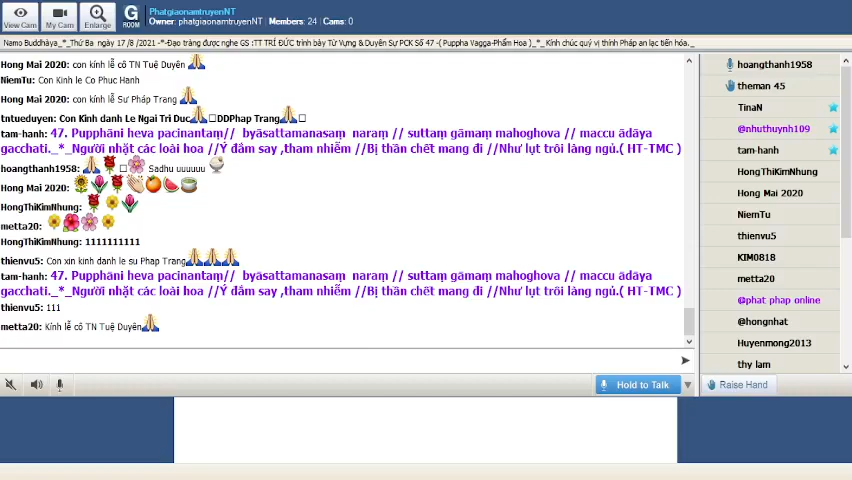 View Cam
My Cam
Enlarge
G ROOM
PhatgiaonamtruyenNT
Owner: phatgiaonamtruyenNT | Members: 24 | Cams: 0
Namo Buddhàya_*_Thứ Ba ngày 17/8 /2021 -*-Đạo tràng được nghe GS :TT TRÍ ĐỨC trình bày Từ Vựng & Duyên Sự PCK Số 47 -( Puppha Vagga-Phẩm Hoa )_*_ Kính chúc quý vị thính Pháp an lạc tiến hóa._
Hong Mai 2020: con kính lễ cô TN Tuệ Duyên
NiemTu: Con Kinh le Co Phuc Hanh
Hong Mai 2020: con kính lễ Sư Pháp Trang
tntueduyen: Con Kinh danh Le Ngai Tri Duc DDPhap Trang
tam-hanh: 47. Pupphāni heva pacinantaṃ// byāsattamanasaṃ naraṃ // suttaṃ gāmaṃ mahoghova // maccu ādāya
gacchati._*_Người nhặt các loài hoa //Ý đắm say ,tham nhiễm //Bị thần chết mang đi //Như lụt trôi làng ngủ.( HT-TMC )
hoangthanh1958: Sadhu uuuuuu
Hong Mai 2020:
HongThiKimNhung:
metta20:
HongThiKimNhung: 1111111111
thienvu5: Con xin kinh danh le su Phap Trang
tam-hanh: 47. Pupphāni heva pacinantaṃ// byāsattamanasaṃ naraṃ // suttaṃ gāmaṃ mahoghova // maccu ādāya
gacchati._*_Người nhặt các loài hoa //Ý đắm say ,tham nhiễm //Bị thần chết mang đi //Như lụt trôi làng ngủ.( HT-TMC )
thienvu5: 111
metta20: Kính lễ cô TN Tuệ Duyên
hoangthanh1958
theman 45
TinaN
@nhuthuynh109
tam-hanh
HongThiKimNhung
Hong Mai 2020
NiemTu
thienvu5
KIM0818
metta20
@phat phap online
@hongnhat
Huyenmong2013
thy lam
Hold to Talk
Raise Hand